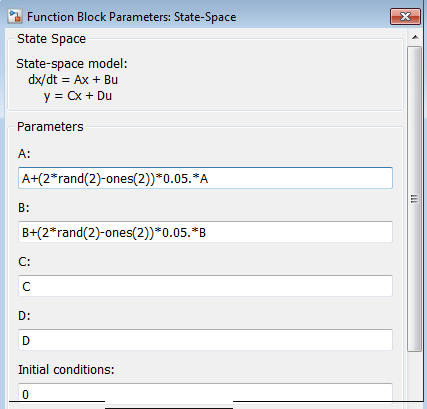 Function Block Parameters: State-Space
State Space
State-space model:
dx/dt = Ax + Bu
y = Cx + Du
Parameters
A:
A+(2*rand(2)-ones(2))*0.05.*A
B:
B+(2*rand(2)-ones(2))*0.05.*B
C:
C
D:
D
Initial conditions:
0